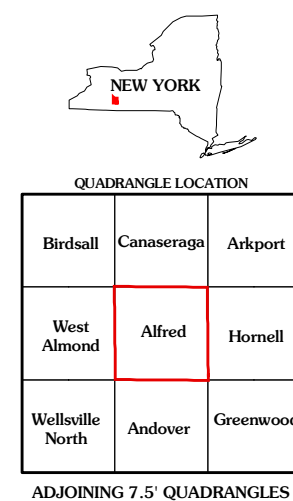 NEW YORK
QUADRANGLE LOCATION
Birdsall Canaseraga Arkport
West
Almond
Alfred
Hornell
Wellsville
North
Andover
Greenwood
ADJOINING 7.5' QUADRANGLES